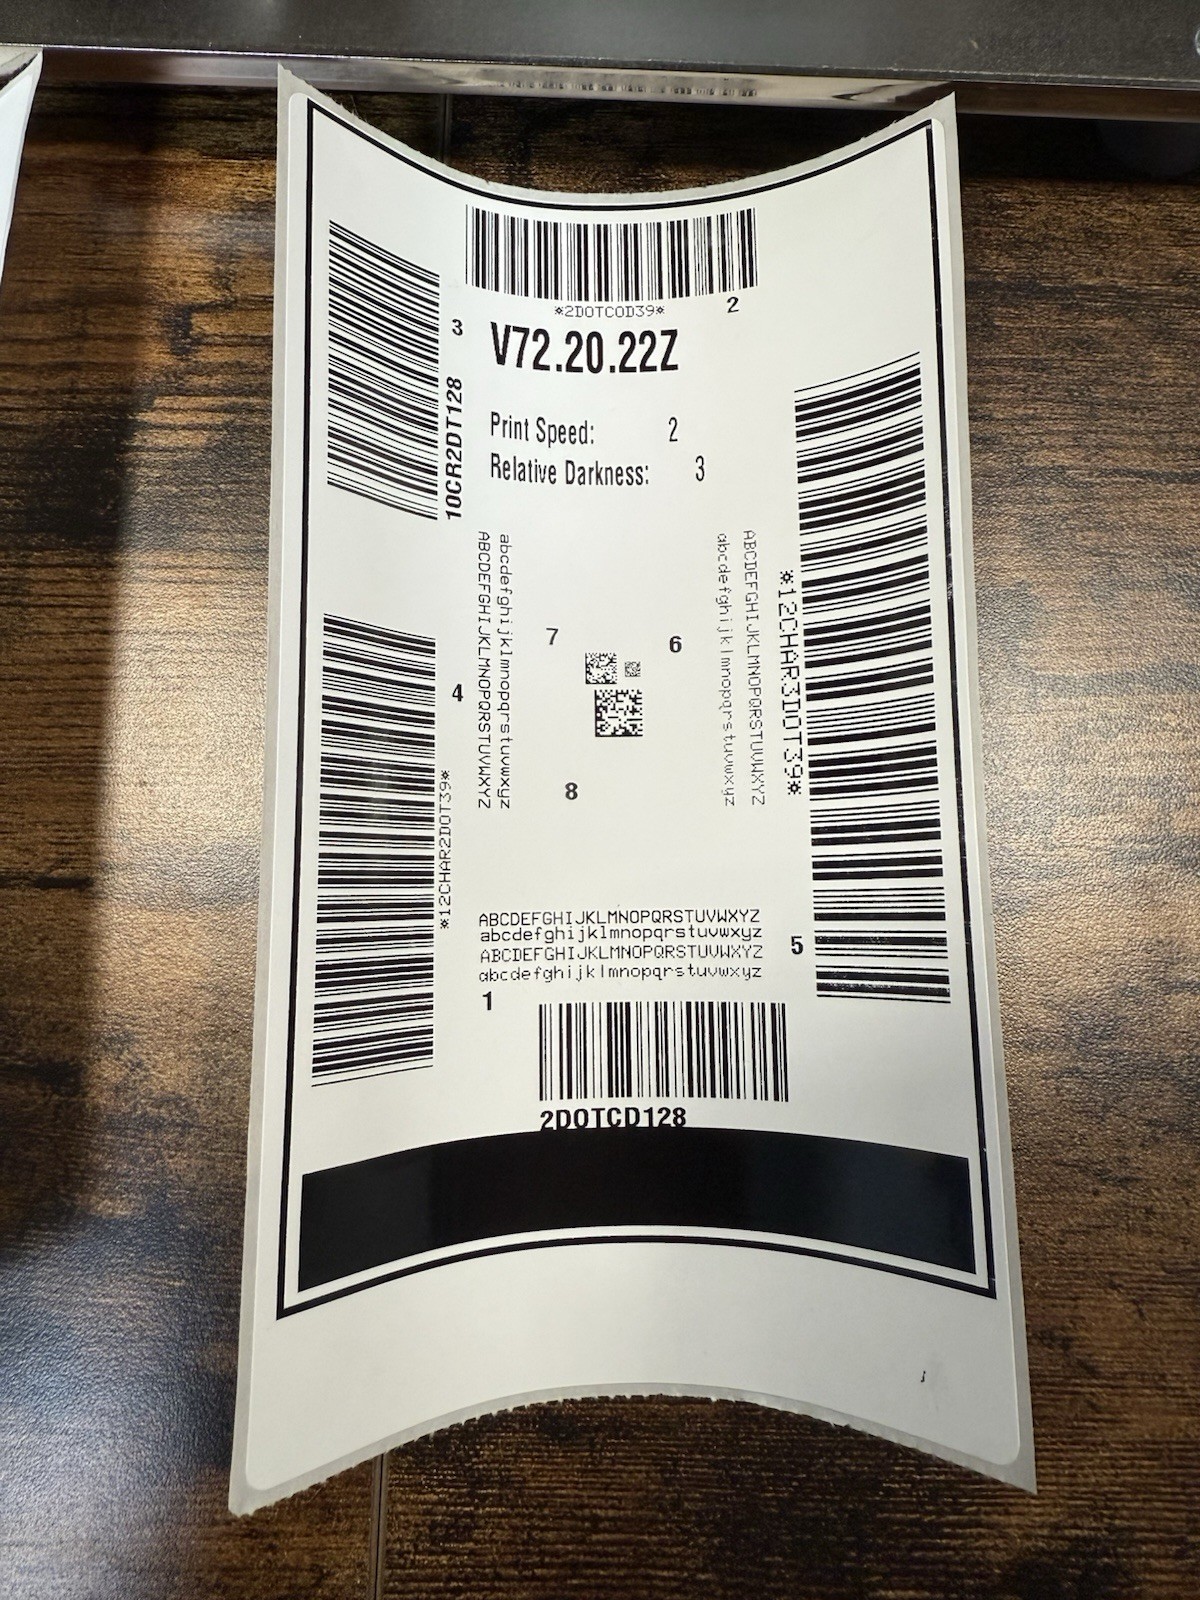 *2DOTCOD39*
2
3
10CR2DT128
V72.20.22Z
Print Speed: 2
Relative Darkness: 3
abcdefghijklmnopqrstuvwxyz
ABCDEFGHIJKLMNOPQRSTUVWXYZ
ABCDEFGHIJKLMNOPQRSTUVWXYZ
abcdefghijklmnopqrstuvwxyz
*12CHAR3DOT39*
7
6
4
*12CHAR2DOT39*
8
ABCDEFGHIJKLMNOPQRSTUVWXYZ
abcdefghijklmnopqrstuvwxyz
ABCDEFGHIJKLMNOPQRSTUVWXYZ
abcdefghijklmnopqrstuvwxyz
5
1
2DOTCD128